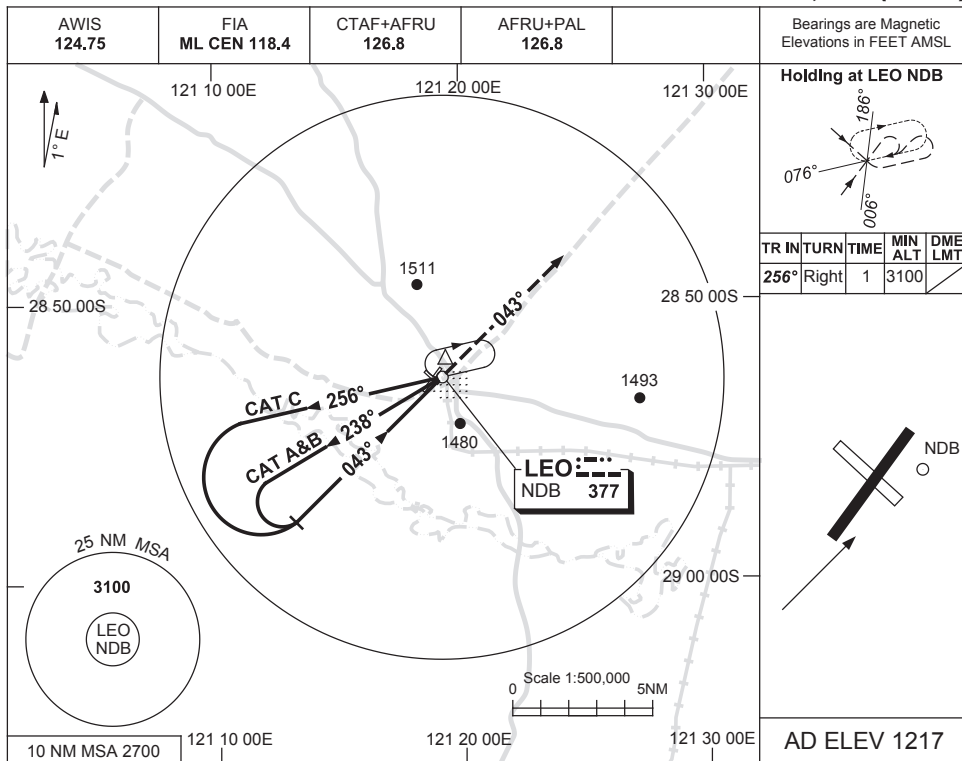 AWIS
124.75
FIA
ML CEN 118.4
CTAF+AFRU
126.8
AFRU+PAL
126.8
Bearings are Magnetic
Elevations in FEET AMSL
121 10 00E
121 20 00E
121 30 00E
1° E
Holding at LEO NDB
186°
076°
006°
TR IN TURN TIME MIN ALT DME LMT
256° Right 1 3100
1511
28 50 00S
28 50 00S
043°
1493
CAT C
256°
CAT A&B
238°
043°
1480
LEO
NDB 377
NDB
25 NM MSA
3100
LEO
NDB
29 00 00S
Scale 1:500,000
0 5NM
10 NM MSA 2700
121 10 00E
121 20 00E
121 30 00E
AD ELEV 1217